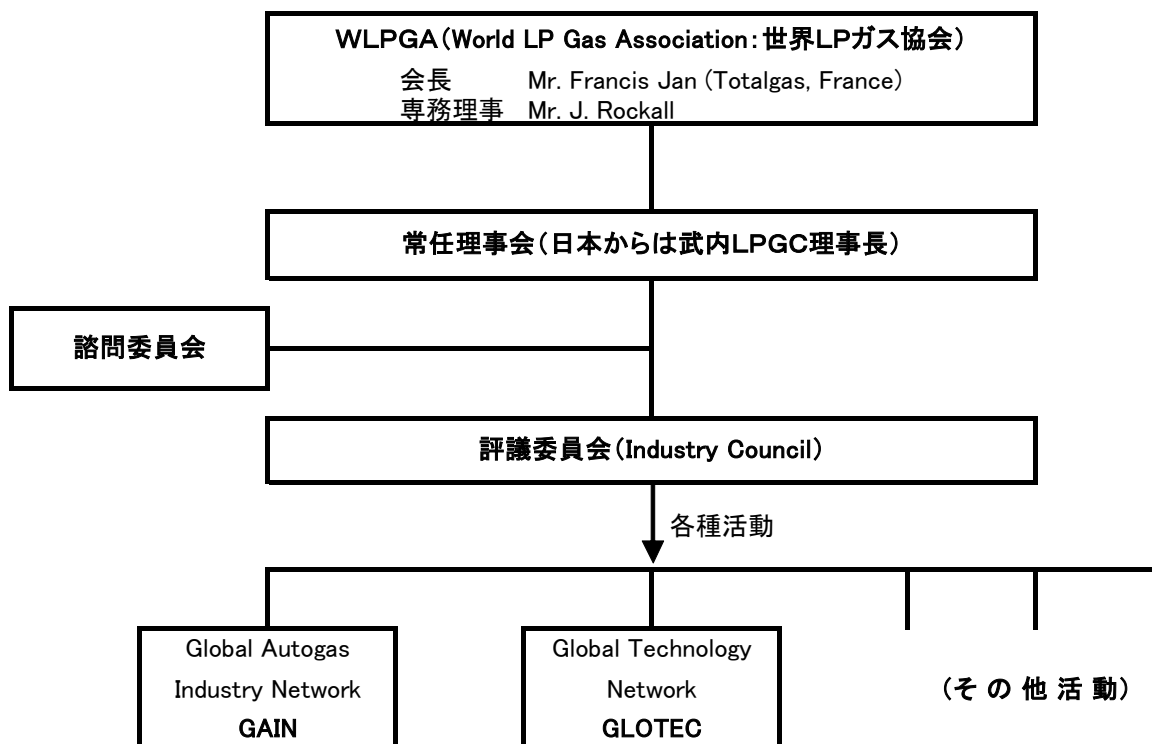 WLPGA(World LP Gas Association:世界LPガス協会)
会長 Mr. Francis Jan (Totalgas, France)
専務理事 Mr. J. Rockall
常任理事会(日本からは武内LPGC理事長)
諮問委員会
評議委員会(Industry Council)
各種活動
Global Autogas
Industry Network
GAIN
Global Technology
Network
GLOTEC
(そ の 他 活 動)